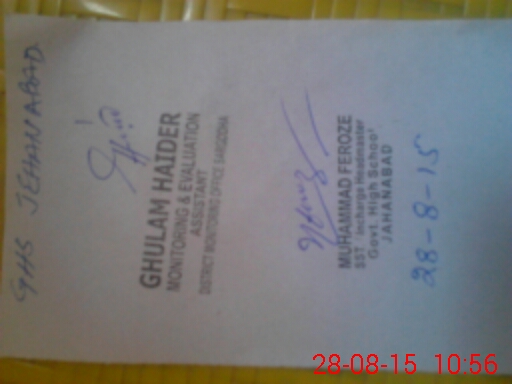 GHS JEHANABAD
GHULAM HAIDER
MONITORING & EVALUATION
ASSISTANT
DISTRICT MONITORING OFFICE SARGODHA
MUHAMMAD FEROZE
SST Incharge Headmaster
Govt. High School
JAHANABAD
28-8-15
28-08-15 10:56